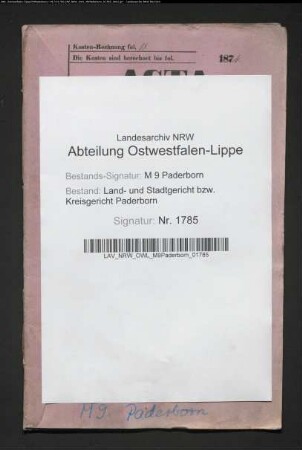 Kosten-Rechnung fol.
Die Kosten sind berechnet bis fol. 187
ACTA
Landesarchiv NRW
Abteilung Ostwestfalen-Lippe
Bestands-Signatur: M 9 Paderborn
Bestand: Land- und Stadtgericht bzw.
Kreisgericht Paderborn
Signatur: Nr. 1785
LAV_NRW_OWL_M9Paderborn_01785
M9. Paderborn